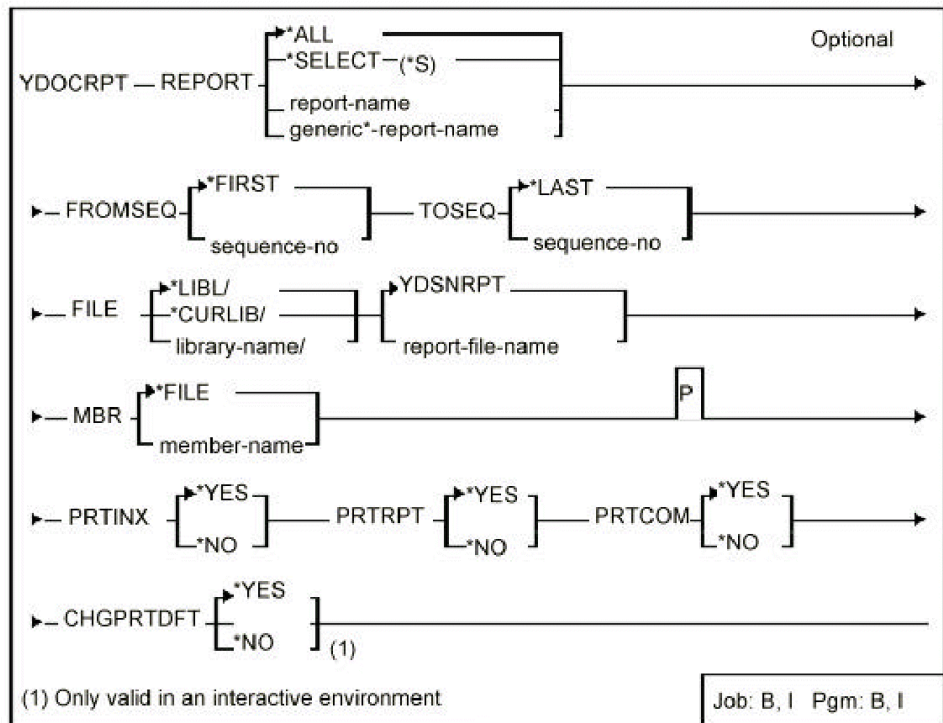 *ALL
Optional
*SELECT (*S)
YDOCRPT REPORT
report-name
generic*-report-name
*FIRST *LAST
FROMSEQ TOSEQ
sequence-no sequence-no
*LIBL/ YDSNRPT
FILE *CURLIB/
library-name/ report-file-name
*FILE P
MBR
member-name
*YES *YES *YES
PRTINX PRTRPT PRTCOM
*NO *NO *NO
*YES
CHGPRTDFT
*NO (1)
(1) Only valid in an interactive environment
Job: B, I Pgm: B, I